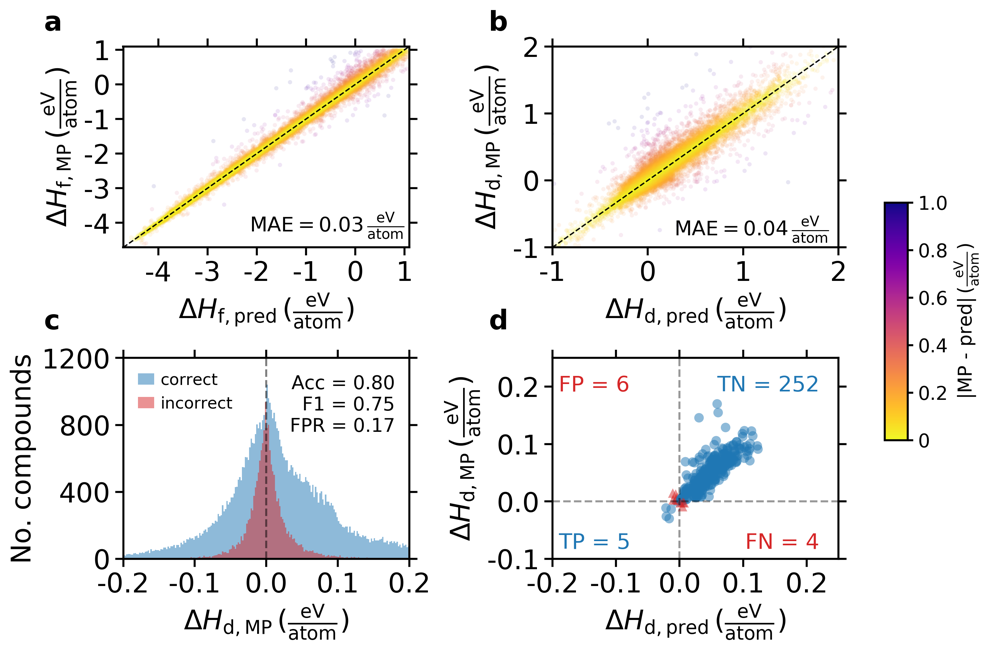 a
1
0
-1
-2
-3
-4
ΔH_f, MP (eV/atom)
MAE = 0.03 eV/atom
-4 -3 -2 -1 0 1
ΔH_f, pred (eV/atom)
b
2
1
0
-1
ΔH_d, MP (eV/atom)
MAE = 0.04 eV/atom
-1 0 1 2
ΔH_d, pred (eV/atom)
c
1200
800
400
0
No. compounds
correct
incorrect
Acc = 0.80
F1 = 0.75
FPR = 0.17
-0.2 -0.1 0.0 0.1 0.2
ΔH_d, MP (eV/atom)
d
0.2
0.1
0.0
-0.1
ΔH_d, MP (eV/atom)
FP = 6
TN = 252
TP = 5
FN = 4
-0.2 -0.1 0.0 0.1 0.2
ΔH_d, pred (eV/atom)
1.0
0.8
0.6
0.4
0.2
0
|MP - pred| (eV/atom)